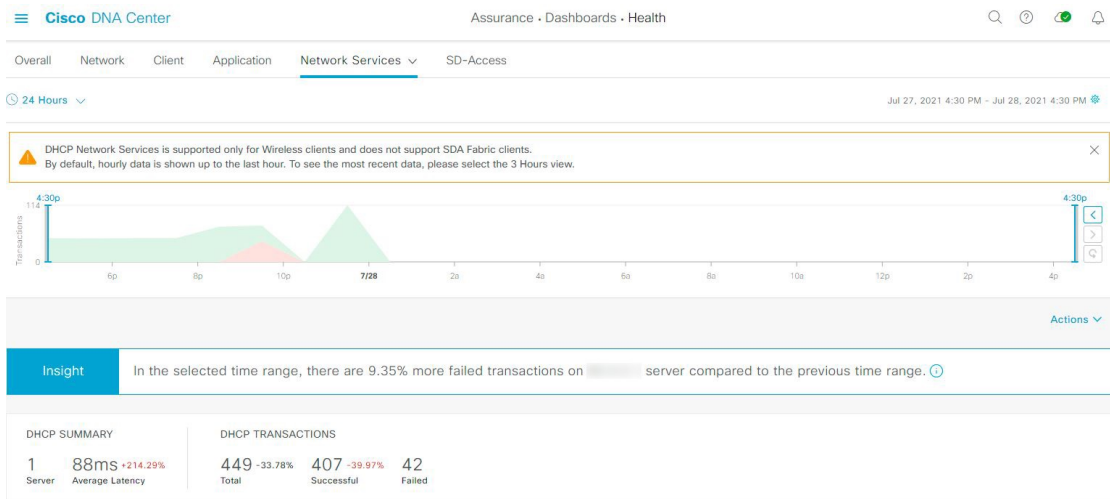 Cisco DNA Center
Assurance · Dashboards · Health
Overall Network Client Application Network Services SD-Access
24 Hours
Jul 27, 2021 4:30 PM - Jul 28, 2021 4:30 PM
DHCP Network Services is supported only for Wireless clients and does not support SDA Fabric clients.
By default, hourly data is shown up to the last hour. To see the most recent data, please select the 3 Hours view.
4:30p 4:30p
114
Transactions
0
6p 8p 10p 7/28 2a 4a 6a 8a 10a 12p 2p 4p
Actions
Insight
In the selected time range, there are 9.35% more failed transactions on server compared to the previous time range.
DHCP SUMMARY DHCP TRANSACTIONS
1 88ms +214.29% 449 -33.78% 407 -39.97% 42
Server Average Latency Total Successful Failed